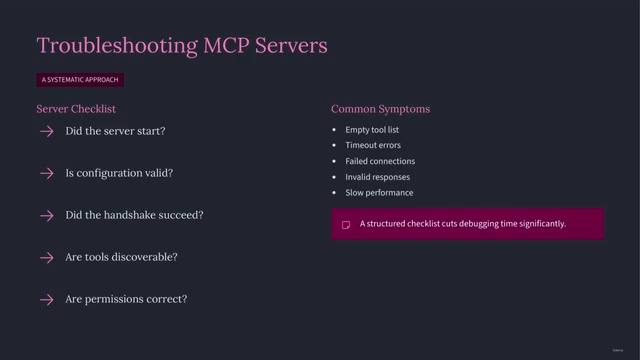 Troubleshooting MCP Servers
A SYSTEMATIC APPROACH
Server Checklist
Did the server start?
Is configuration valid?
Did the handshake succeed?
Are tools discoverable?
Are permissions correct?
Common Symptoms
Empty tool list
Timeout errors
Failed connections
Invalid responses
Slow performance
A structured checklist cuts debugging time significantly.